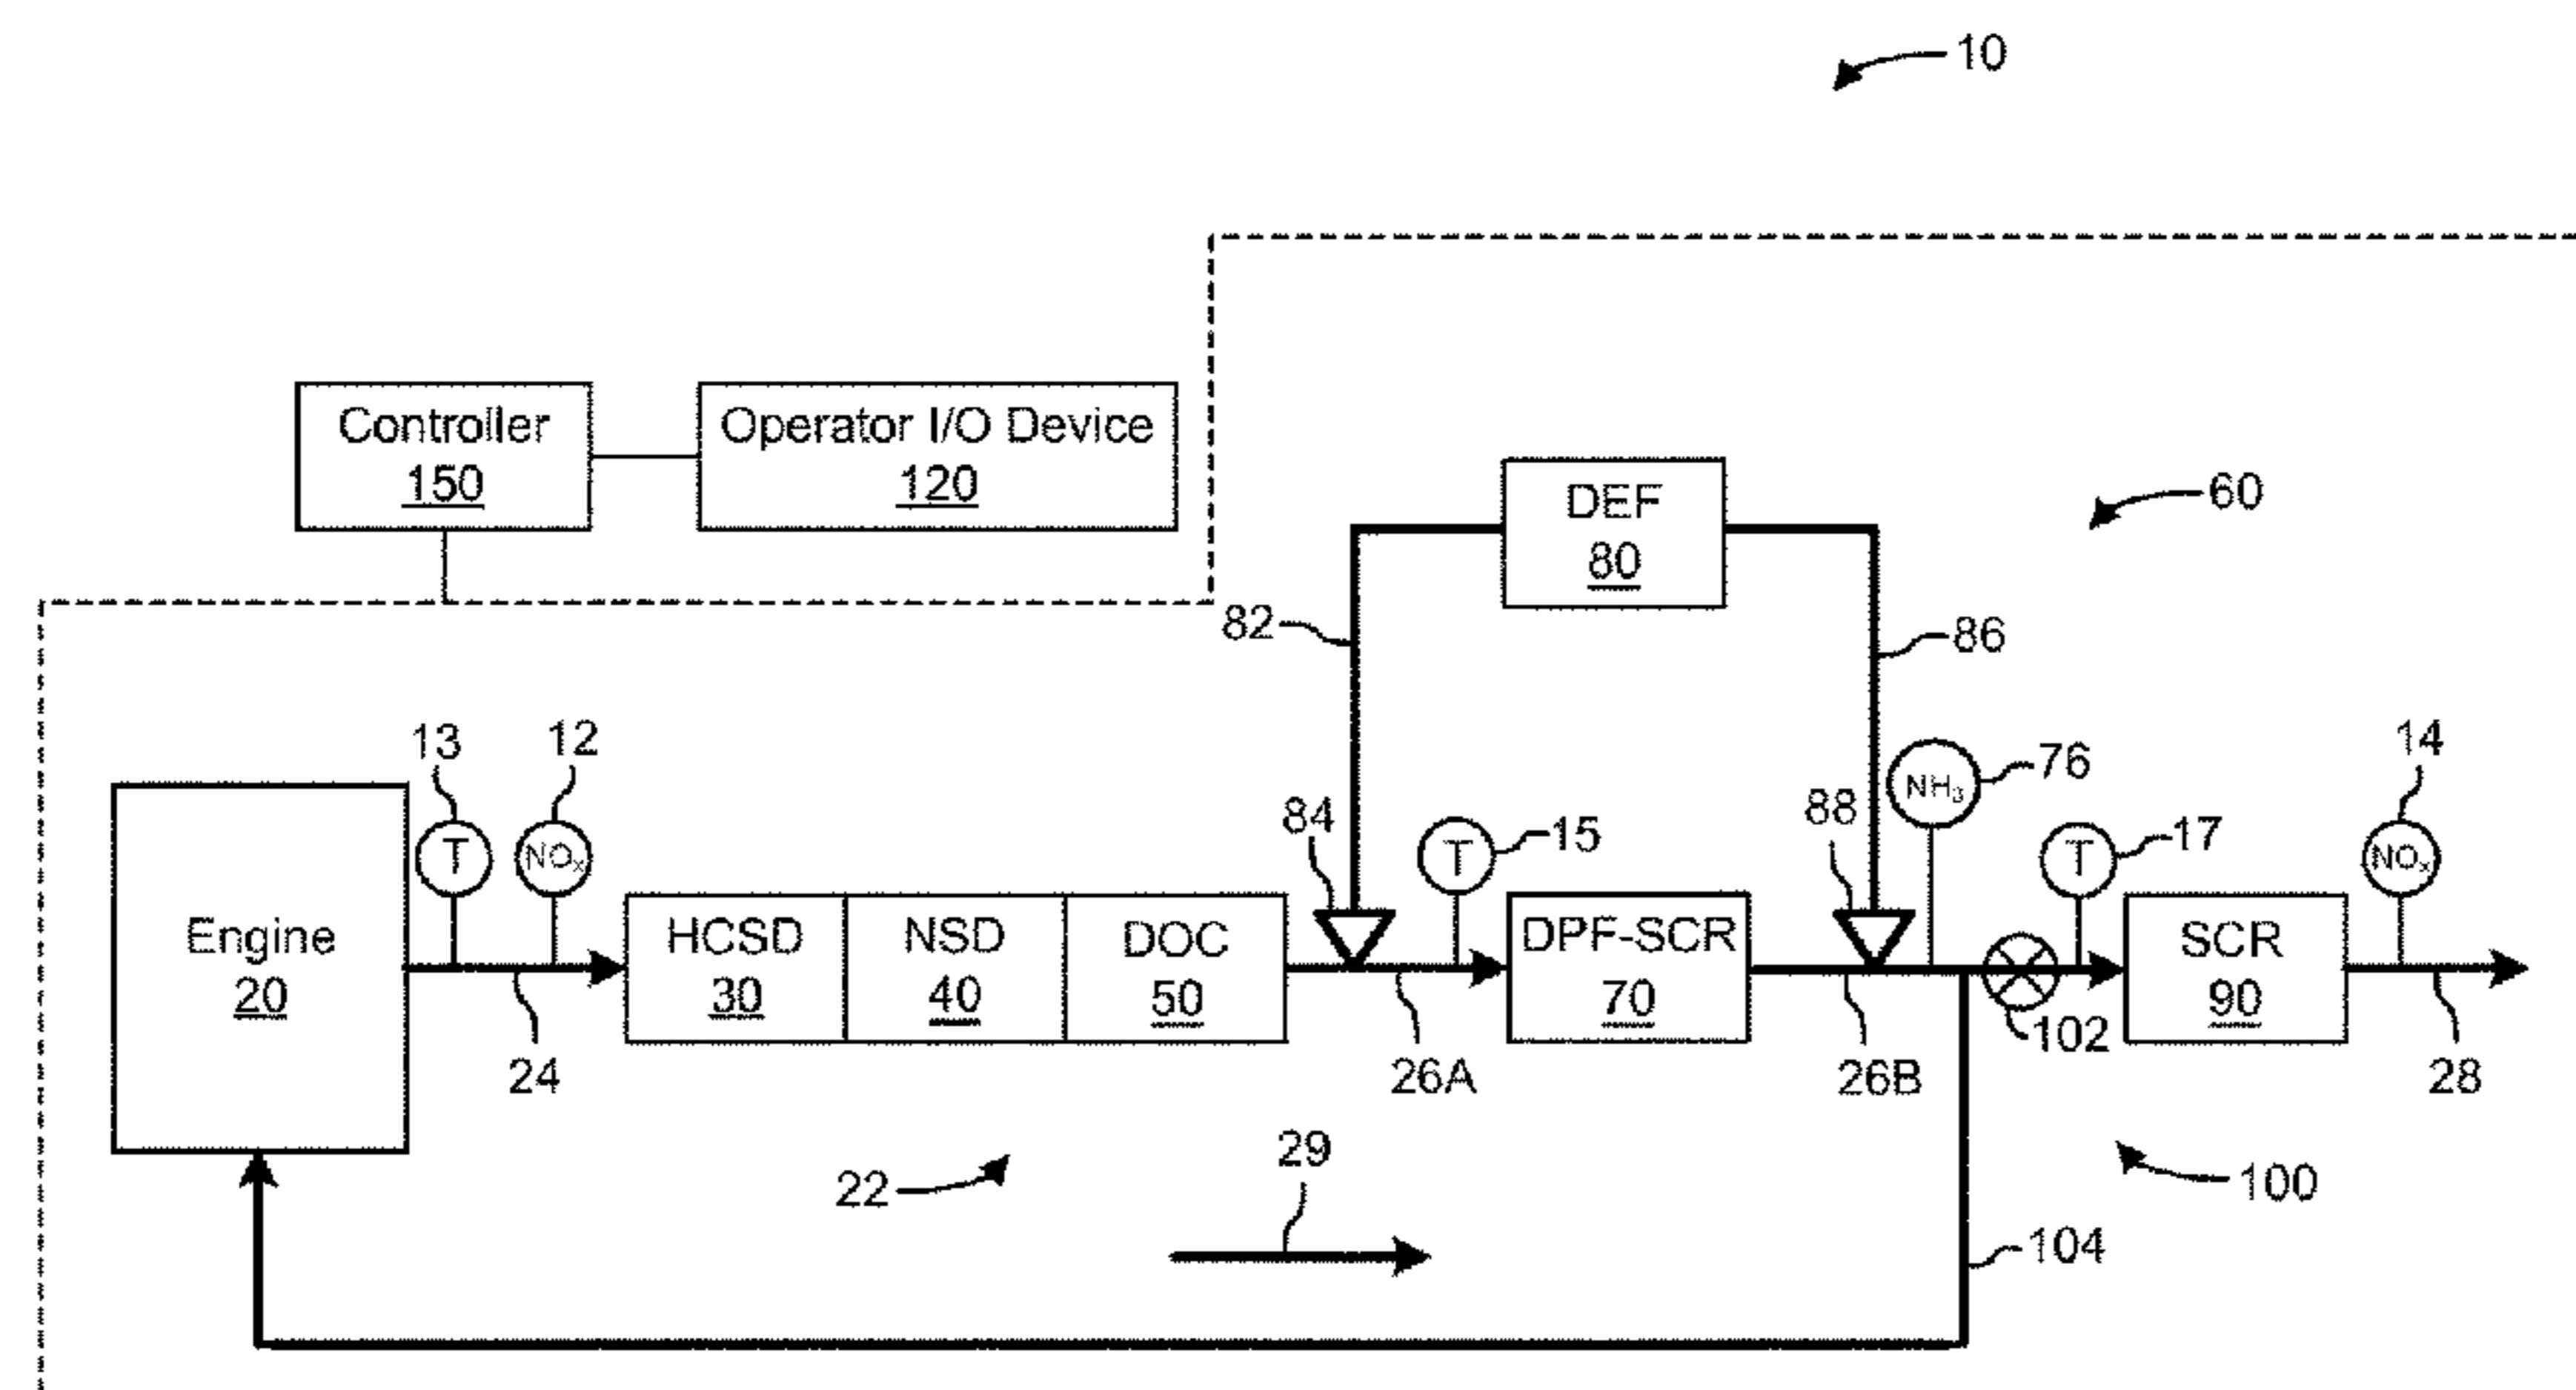 10
Controller
150
Operator I/O Device
120
DEF
80
60
82
86
13
12
14
76
NH₃
84
15
88
17
T
NOₓ
T
T
NOₓ
Engine
20
HCSD
30
NSD
40
DOC
50
DPF-SCR
70
SCR
90
102
24
26A
26B
28
22
29
100
104